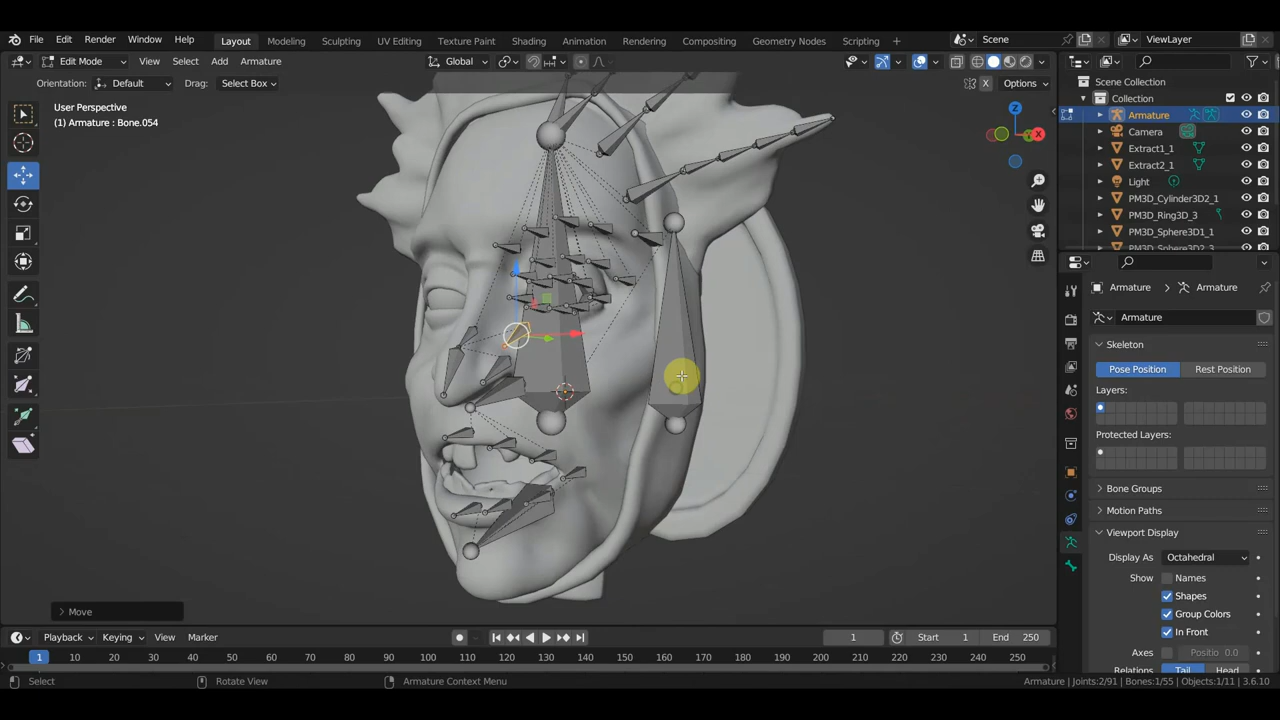 File Edit Render Window Help Layout Modeling Sculpting UV Editing Texture Paint Shading Animation Rendering Compositing Geometry Nodes Scripting + Scene ViewLayer
Edit Mode View Select Add Armature Global
Orientation: Default Drag: Select Box X Options
User Perspective
(1) Armature : Bone.054
Z
X
Scene Collection
Collection
Armature
Camera
Extract1_1
Extract2_1
Light
PM3D_Cylinder3D2_1
PM3D_Ring3D_3
PM3D_Sphere3D1_1
PM3D_Sphere3D2_3
Armature > Armature
Armature
Skeleton
Pose Position Rest Position
Layers:
Protected Layers:
Bone Groups
Motion Paths
Viewport Display
Display As Octahedral
Show Names
Shapes
Group Colors
In Front
Axes Positio 0.0
Relations Tail Head
> Move
Playback Keying View Marker 1 Start 1 End 250
1 10 20 30 40 50 60 70 80 90 100 110 120 130 140 150 160 170 180 190 200 210 220 230 240 250
Select Rotate View Armature Context Menu Armature | Joints:2/91 | Bones:1/55 | Objects:1/11 | 3.6.10